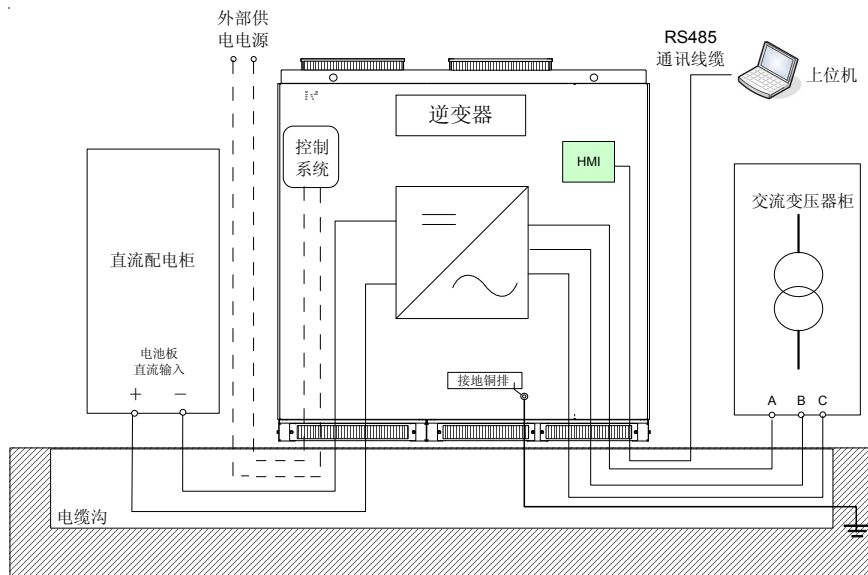 外部供
电电源
RS485
通讯线缆
上位机
逆变器
控制
系统
HMI
交流变压器柜
直流配电柜
电池板
直流输入
+ −
接地铜排
A B C
电缆沟